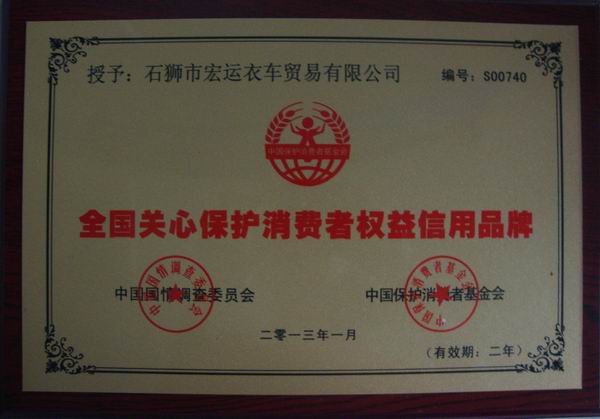 授予：石狮市宏运衣车贸易有限公司 编号：S00740
中国保护消费者基金会
全国关心保护消费者权益信用品牌
中国国情调查委员会 中国保护消费者基金会
二零一三年一月
（有效期：二年）